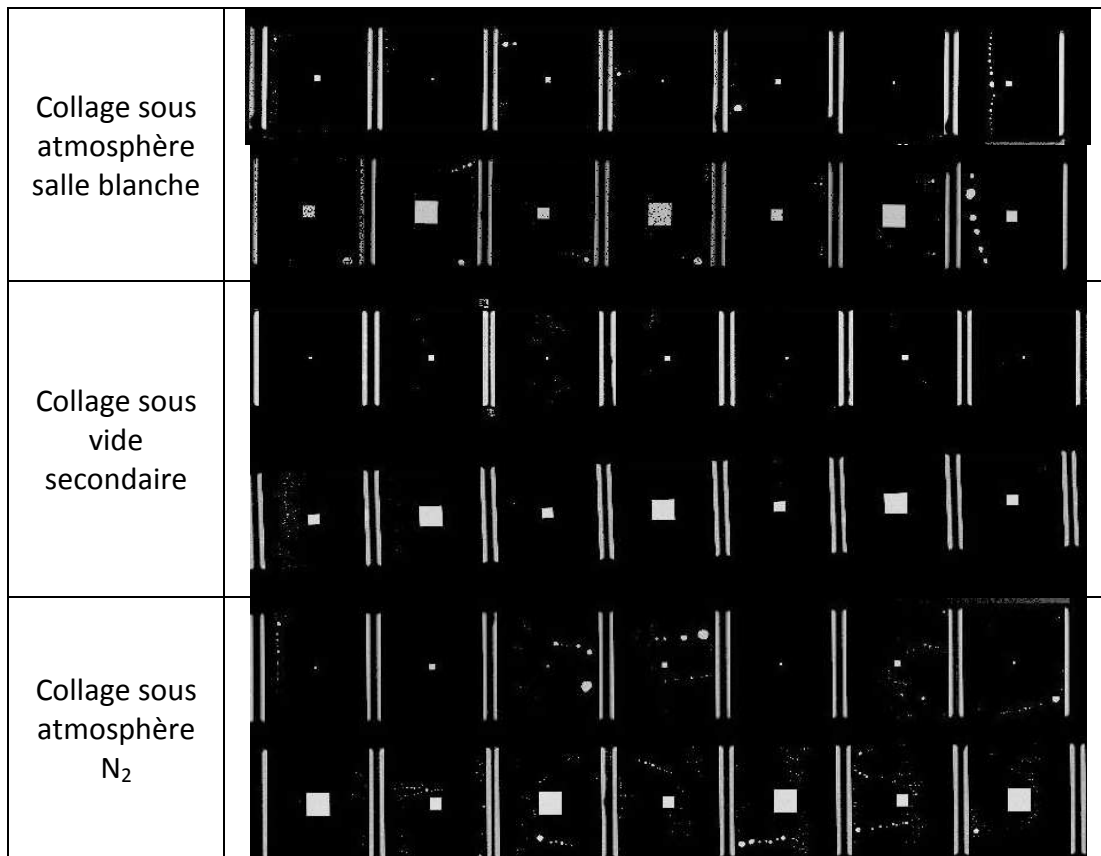 Collage sous
atmosphère
salle blanche
Collage sous
vide
secondaire
Collage sous
atmosphère
N₂